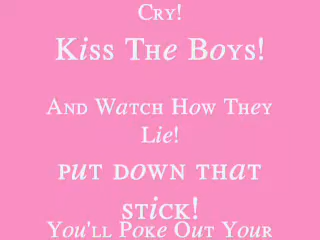 Cry!
Kiss The Boys!
And Watch How They
Lie!
put down that
stick!
You'll Poke Out Your